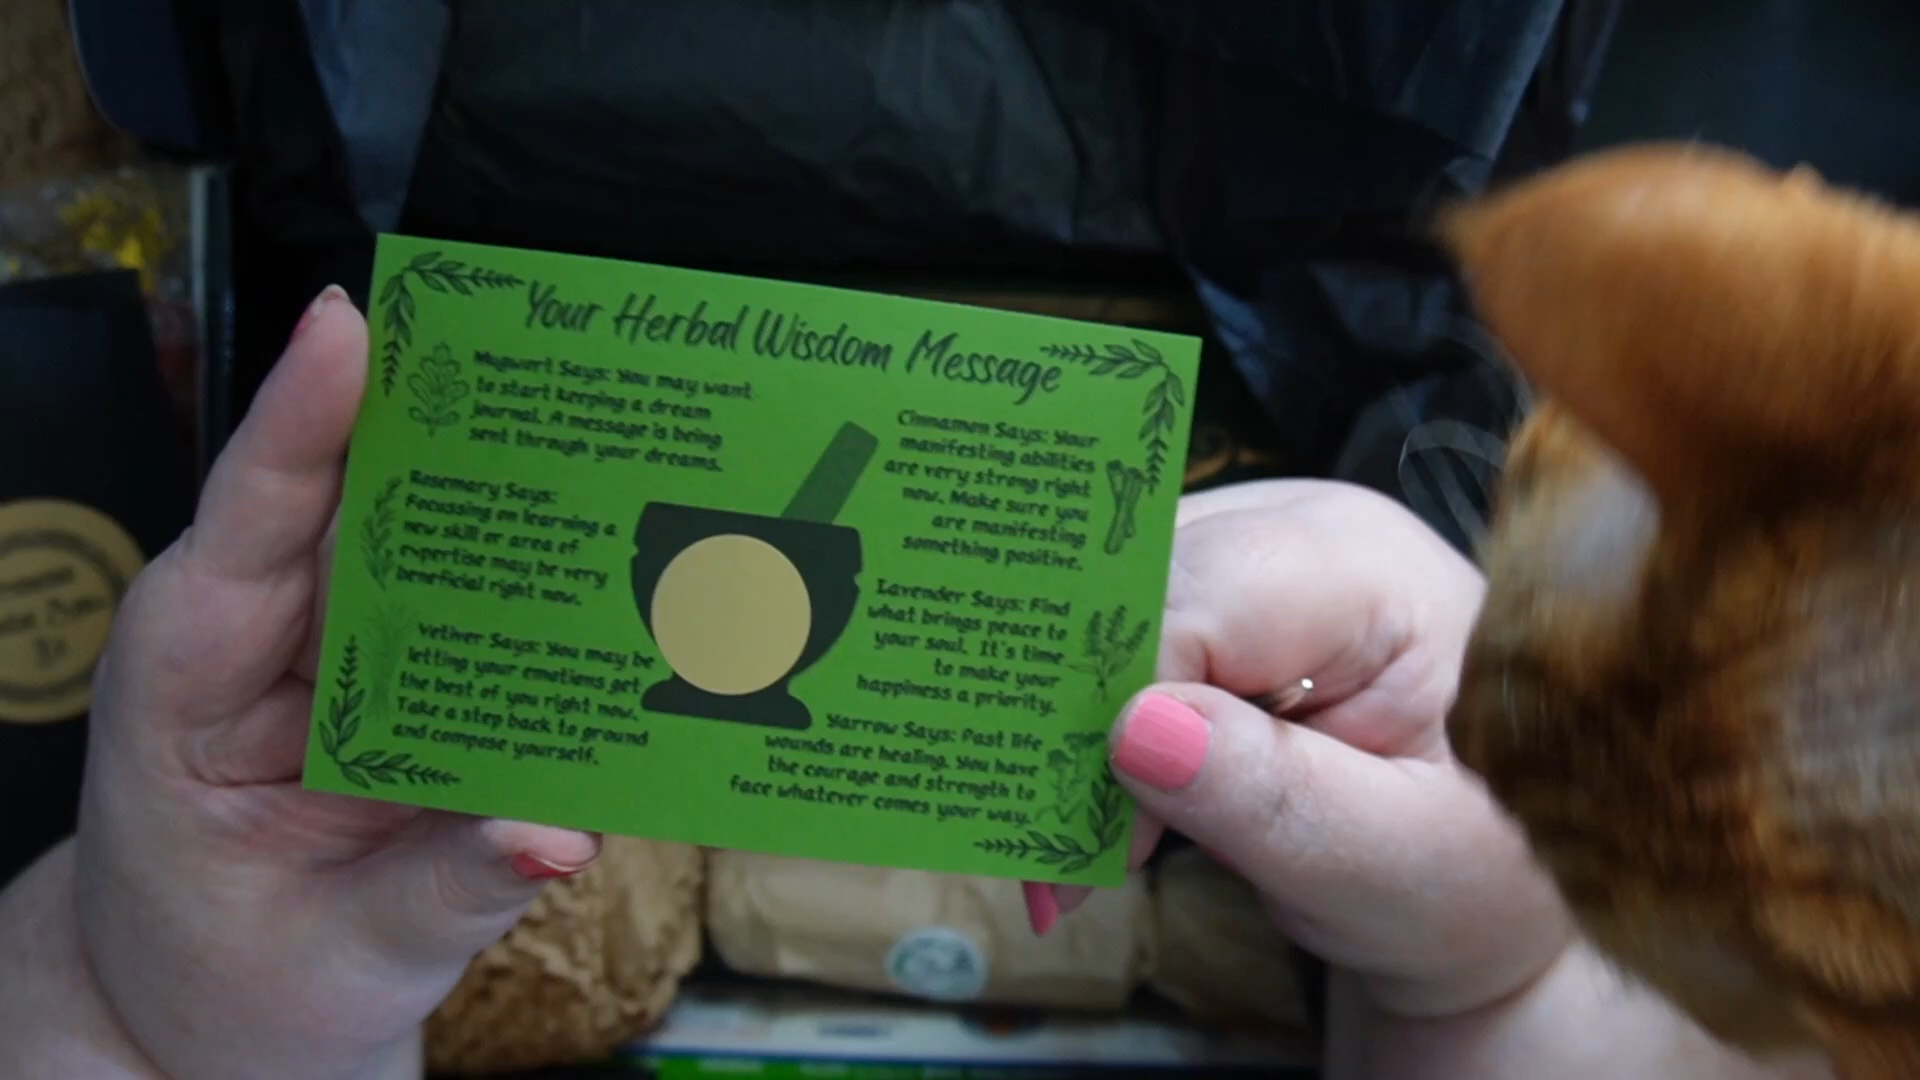 Your Herbal Wisdom Message
Mugwort Says: You may want
to start keeping a dream
journal. A message is being
sent through your dreams.
Rosemary Says:
Focussing on learning a
new skill or area of
expertise may be very
beneficial right now.
Vetiver Says: You may be
letting your emotions get
the best of you right now.
Take a step back to ground
and compose yourself.
Cinnamon Says: Your
manifesting abilities
are very strong right
now. Make sure you
are manifesting
something positive.
Lavender Says: Find
what brings peace to
your soul. It's time
to make your
happiness a priority.
Yarrow Says: Past life
wounds are healing. You have
the courage and strength to
face whatever comes your way.